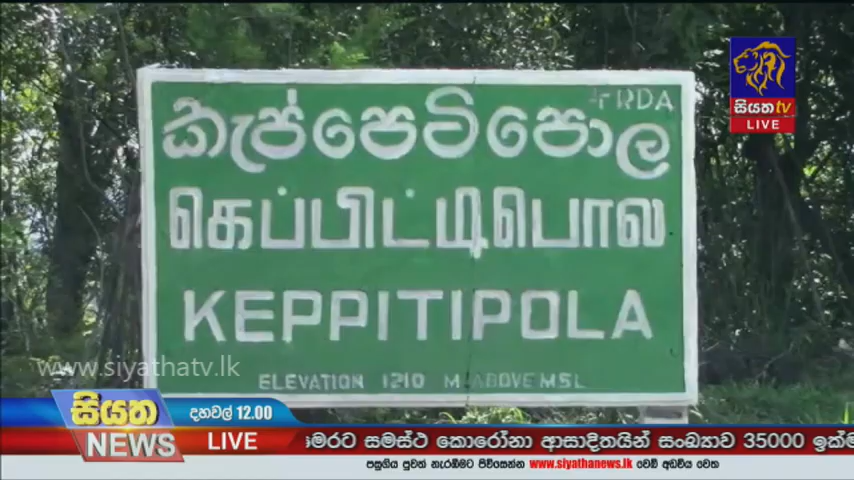 සියත tv
LIVE
FRDA
කැප්පෙටිපොල
கெப்பிட்டிபொல
KEPPITIPOLA
ELEVATION 1210 M ABOVE MSL
www.siyathatv.lk
සියත
NEWS
දහවල් 12.00
LIVE
මෙරට සමස්ථ කොරෝනා ආසාදිතයින් සංඛ්‍යාව 35000 ඉක්ම
පසුගිය පුවත් නැරඹීමට පිවිසෙන්න www.siyathanews.lk වෙබ් අඩවිය වෙත